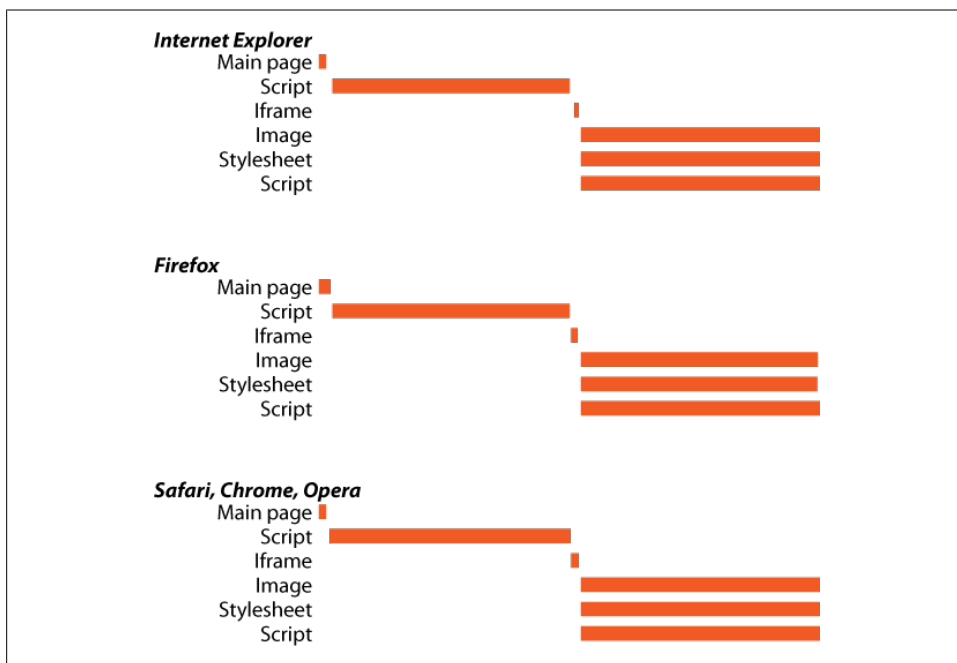 Internet Explorer
Main page
Script
Iframe
Image
Stylesheet
Script
Firefox
Main page
Script
Iframe
Image
Stylesheet
Script
Safari, Chrome, Opera
Main page
Script
Iframe
Image
Stylesheet
Script